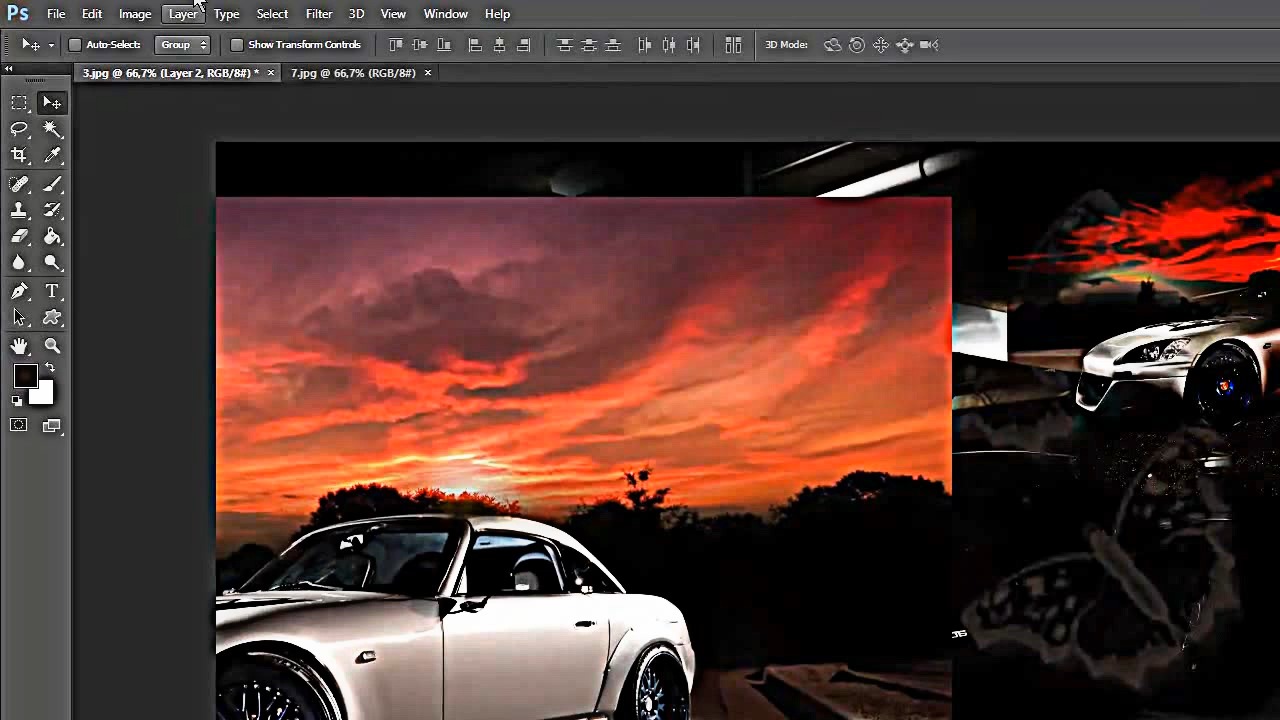 Ps File Edit Image Layer Type Select Filter 3D View Window Help
Auto-Select: Group Show Transform Controls 3D Mode:
3.jpg @ 66,7% (Layer 2, RGB/8#) * × 7.jpg @ 66,7% (RGB/8#) ×
T